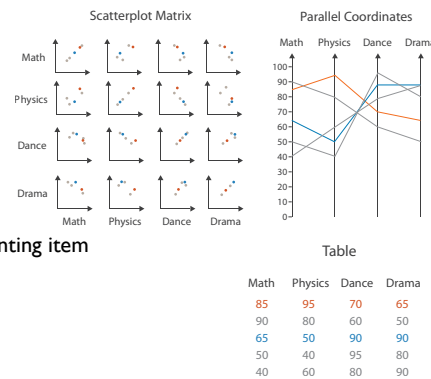 Scatterplot Matrix
Math
Physics
Dance
Drama
Math Physics Dance Drama
Parallel Coordinates
Math Physics Dance Drama
100
90
80
70
60
50
40
30
20
10
0
nting item
Table
Math Physics Dance Drama
85 95 70 65
90 80 60 50
65 50 90 90
50 40 95 80
40 60 80 90